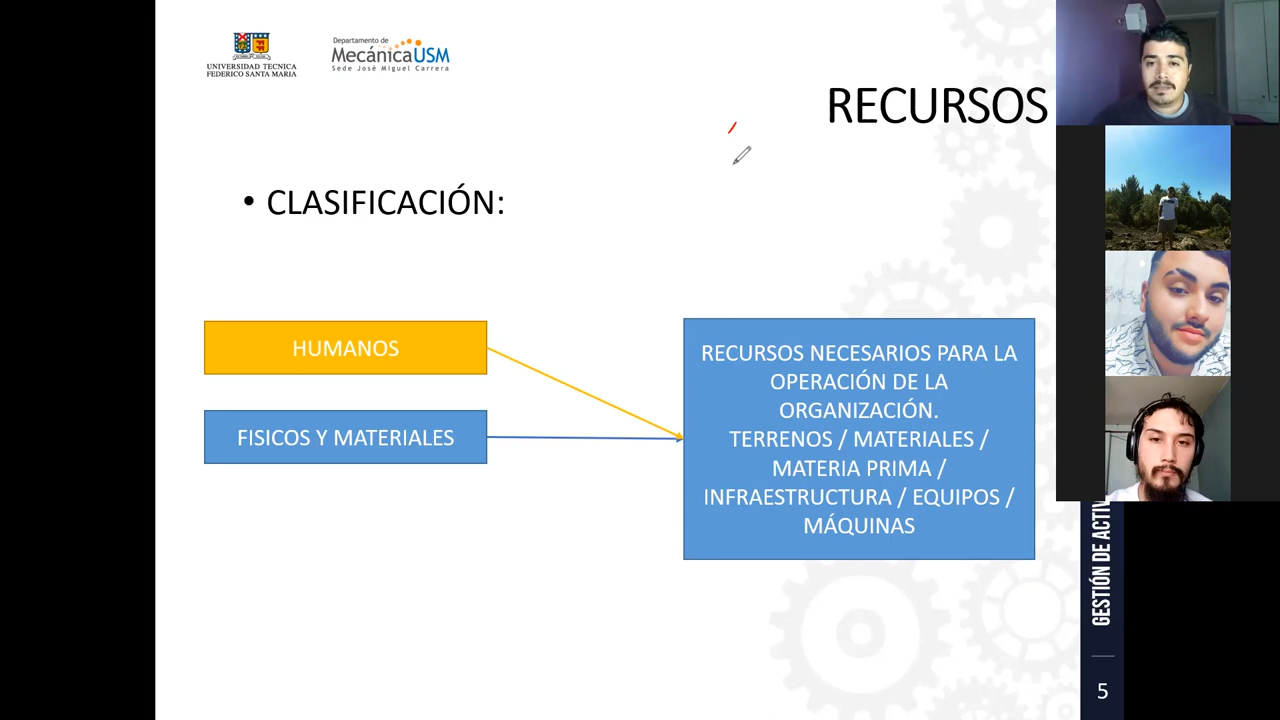 UNIVERSIDAD TECNICA
FEDERICO SANTA MARIA
Departamento de
MecánicaUSM
Sede José Miguel Carrera
RECURSOS
• CLASIFICACIÓN:
HUMANOS
FISICOS Y MATERIALES
RECURSOS NECESARIOS PARA LA
OPERACIÓN DE LA
ORGANIZACIÓN.
TERRENOS / MATERIALES /
MATERIA PRIMA /
INFRAESTRUCTURA / EQUIPOS /
MÁQUINAS
GESTIÓN DE ACTIV
5